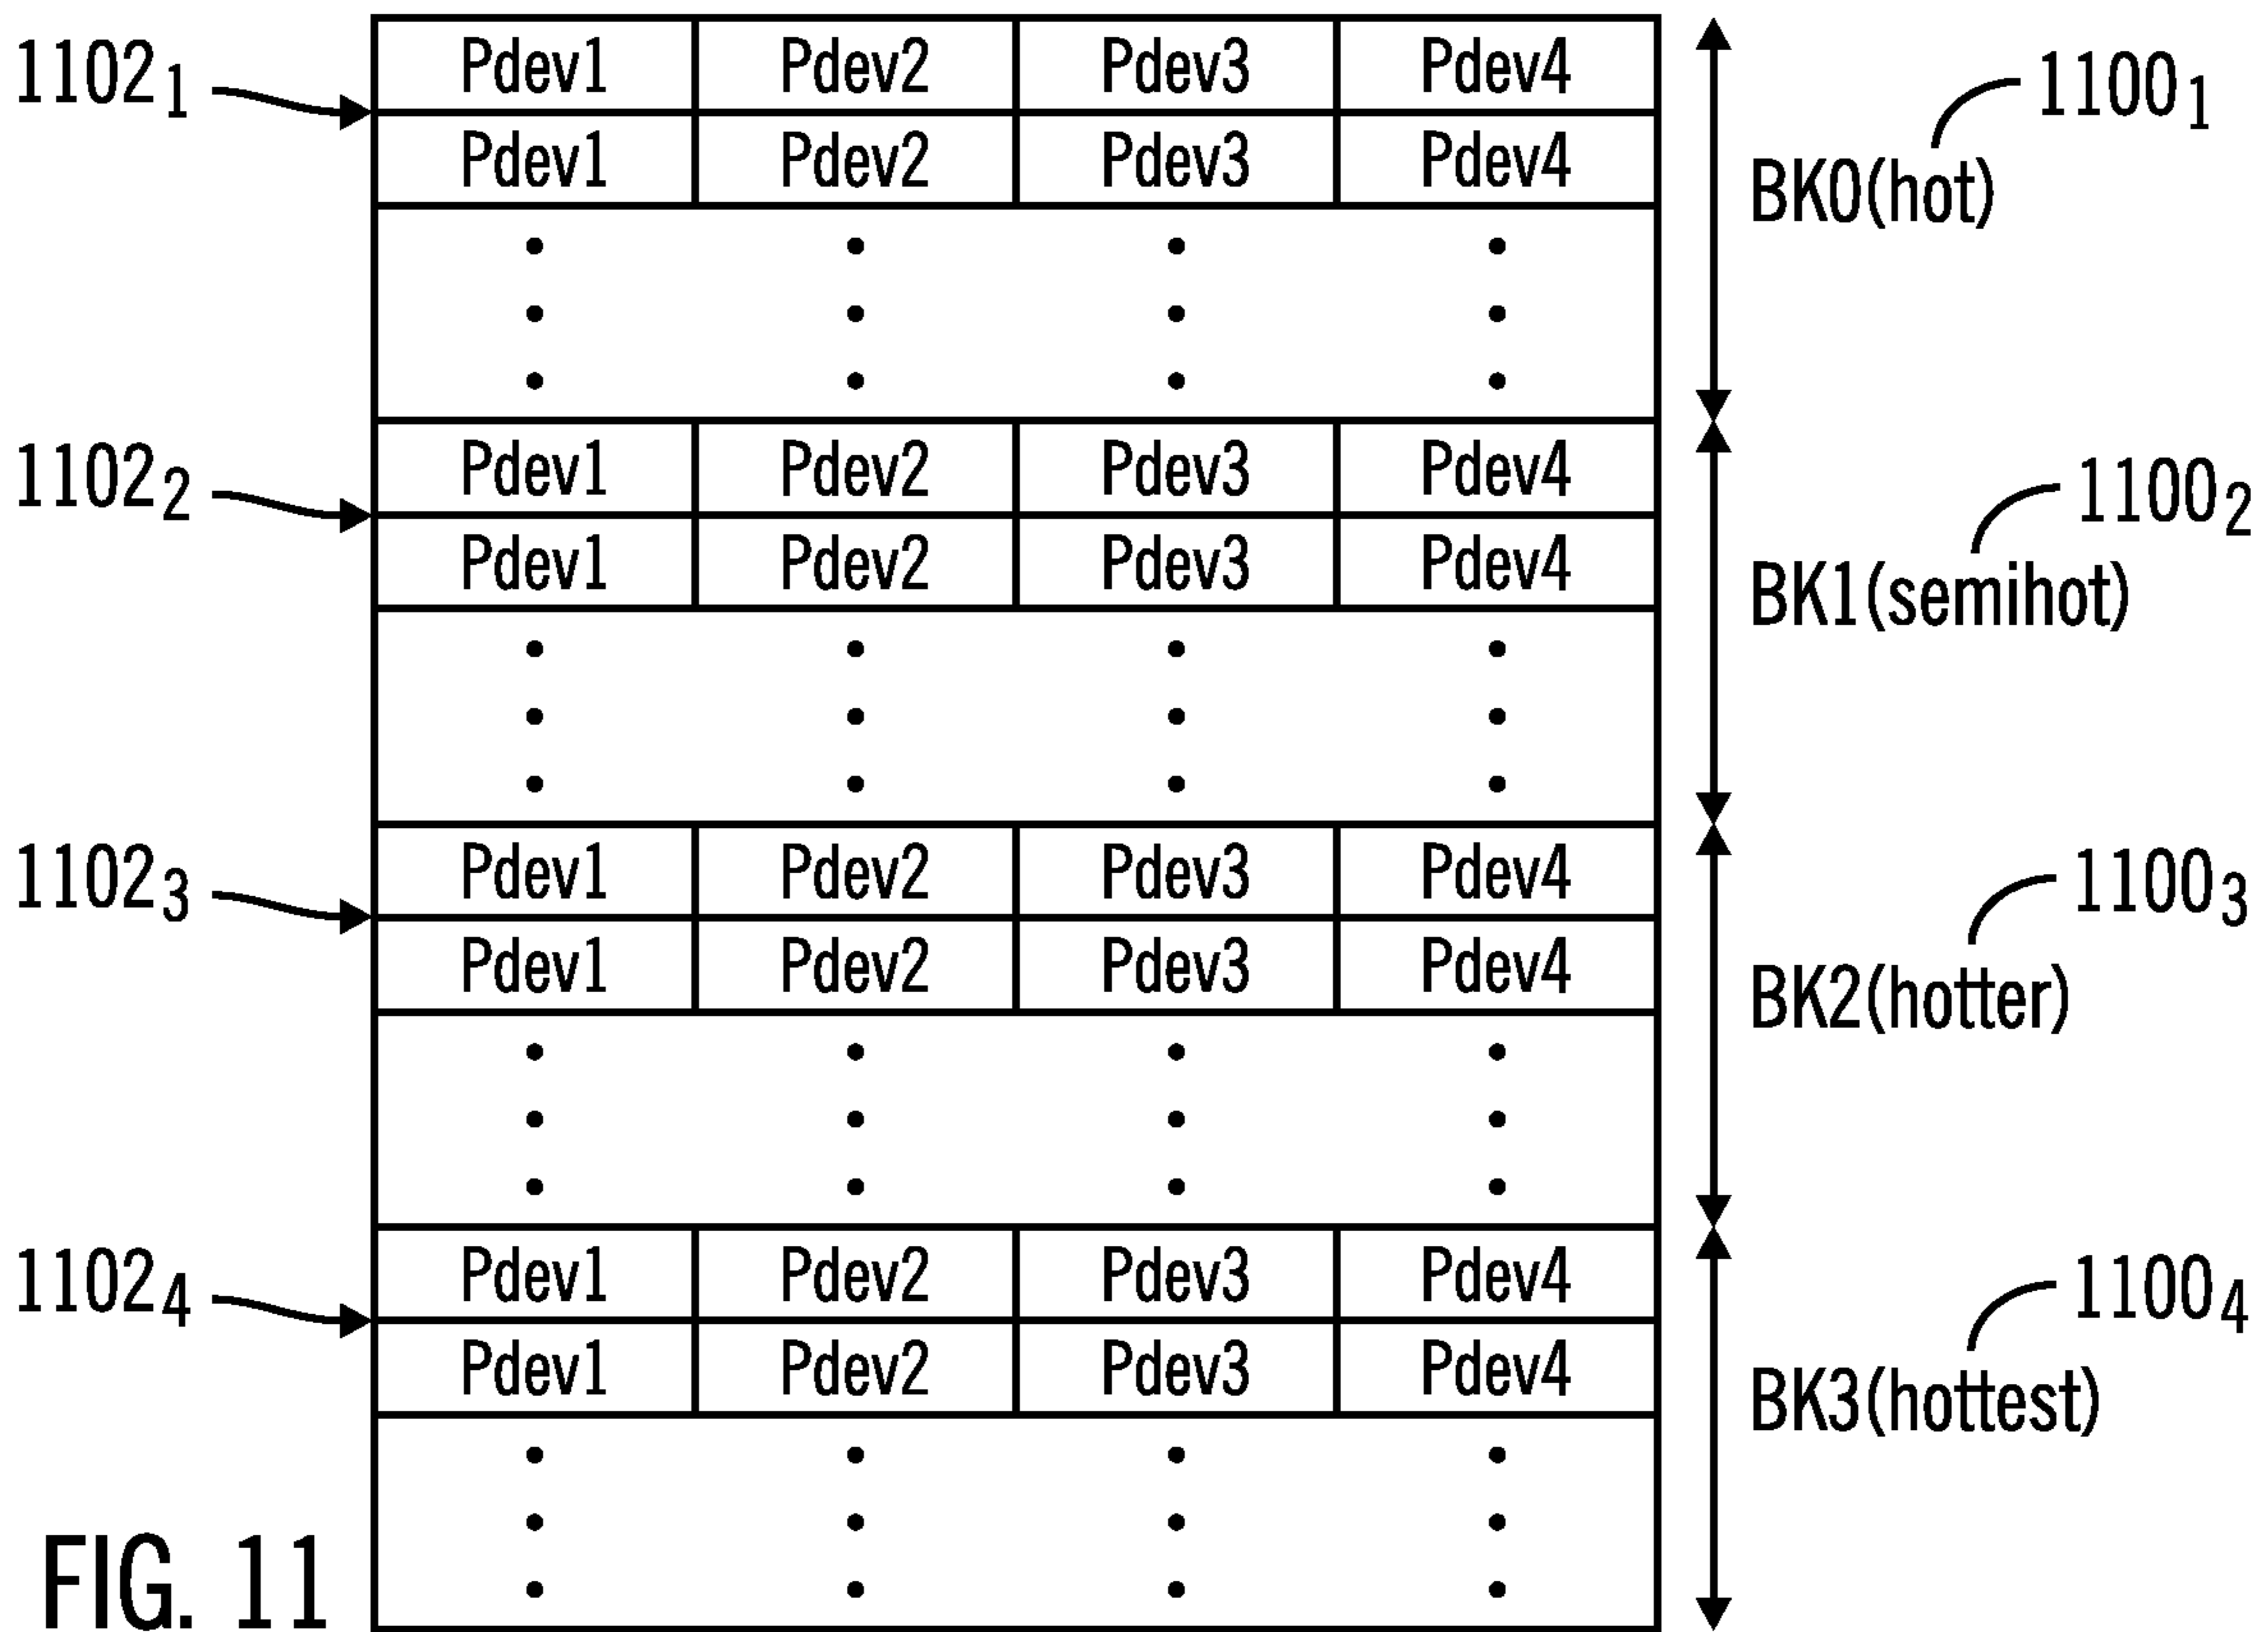 1102₁ Pdev1 Pdev2 Pdev3 Pdev4 1100₁
Pdev1 Pdev2 Pdev3 Pdev4 BK0(hot)
1102₂ Pdev1 Pdev2 Pdev3 Pdev4 1100₂
Pdev1 Pdev2 Pdev3 Pdev4 BK1(semihot)
1102₃ Pdev1 Pdev2 Pdev3 Pdev4 1100₃
Pdev1 Pdev2 Pdev3 Pdev4 BK2(hotter)
1102₄ Pdev1 Pdev2 Pdev3 Pdev4 1100₄
Pdev1 Pdev2 Pdev3 Pdev4 BK3(hottest)
FIG. 11